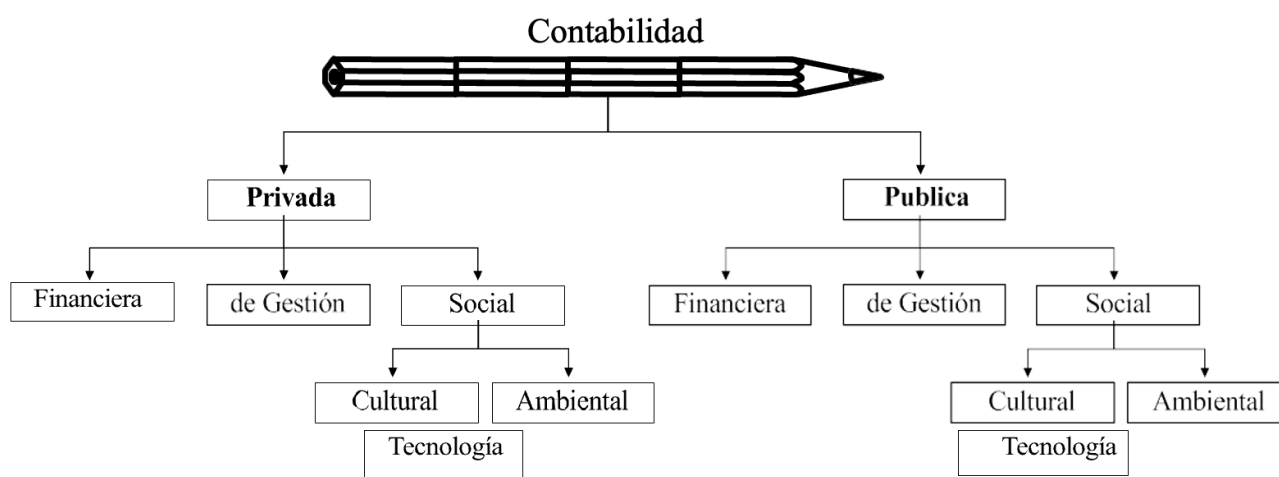 Contabilidad
Privada
Publica
Financiera
de Gestión
Social
Financiera
de Gestión
Social
Cultural
Ambiental
Cultural
Ambiental
Tecnología
Tecnología